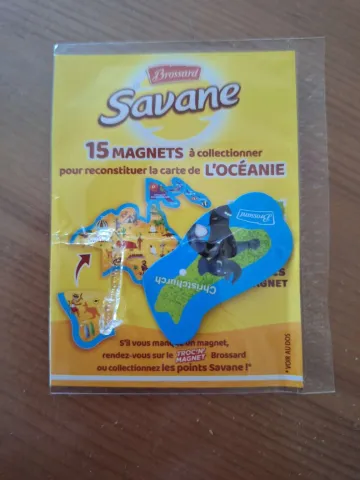 Brossard
Savane
15 MAGNETS à collectionner
pour reconstituer la carte de L'OCÉANIE
Brossard
Christchurch
MAGNET
S'il vous manque un magnet,
rendez-vous sur le TROC'N' MAGNET Brossard
ou collectionnez les points Savane !*
* VOIR AU DOS